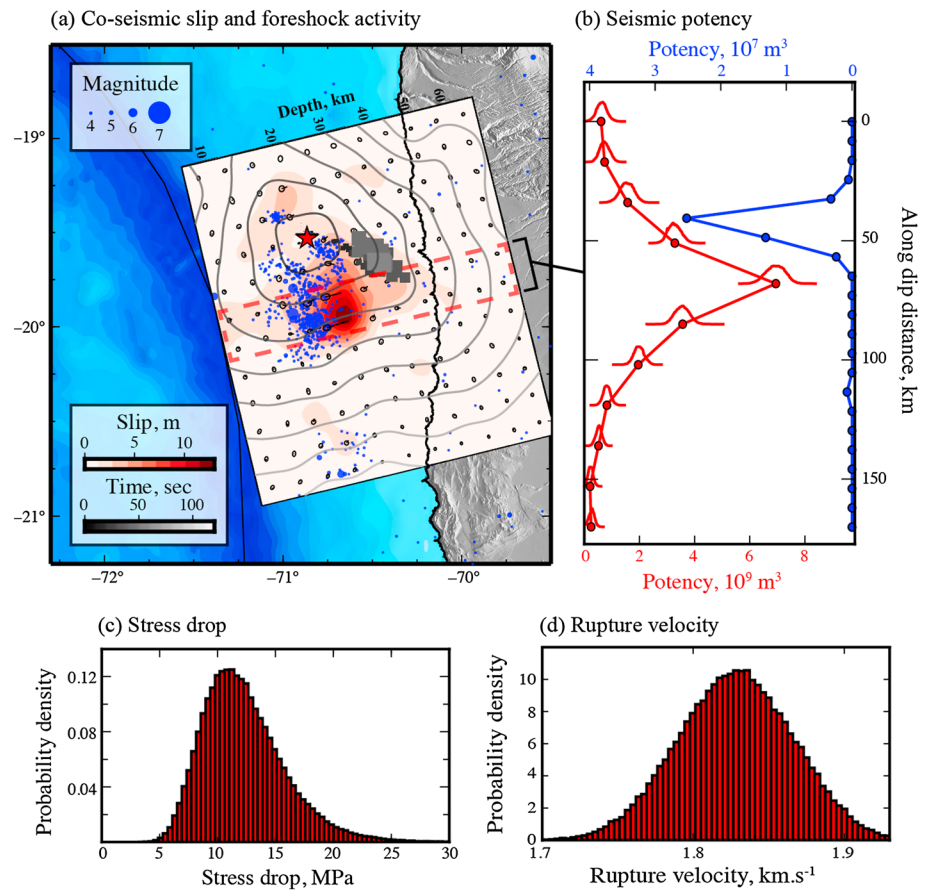 (a) Co-seismic slip and foreshock activity
(b) Seismic potency
Potency, 10⁷ m³
4 3 2 1 0
Magnitude
4 5 6 7
Depth, km
10 20 30 40 50 60
−19°
−20°
−21°
−72° −71° −70°
Slip, m
0 5 10
Time, sec
0 50 100
0
50
100
150
Along dip distance, km
0 2 4 6 8
Potency, 10⁹ m³
(c) Stress drop
Probability density
0.12
0.08
0.04
0 5 10 15 20 25 30
Stress drop, MPa
(d) Rupture velocity
Probability density
10
8
6
4
2
0
1.7 1.8 1.9
Rupture velocity, km.s⁻¹